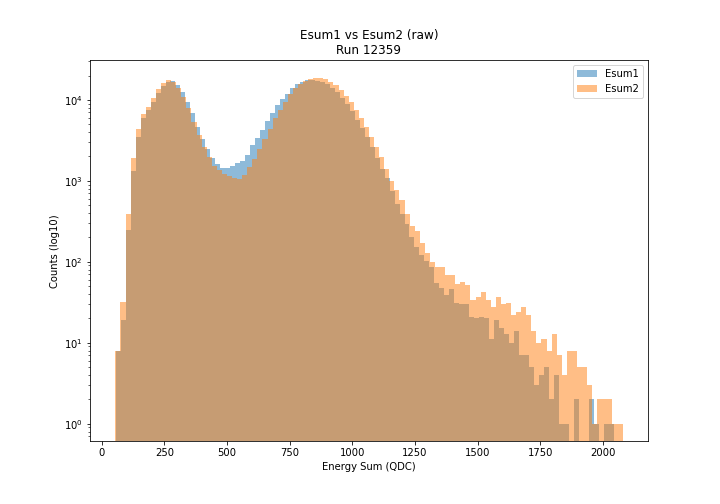 Esum1 vs Esum2 (raw)
Run 12359
Esum1
Esum2
Counts (log10)
10⁴
10³
10²
10¹
10⁰
0
250
500
750
1000
1250
1500
1750
2000
Energy Sum (QDC)